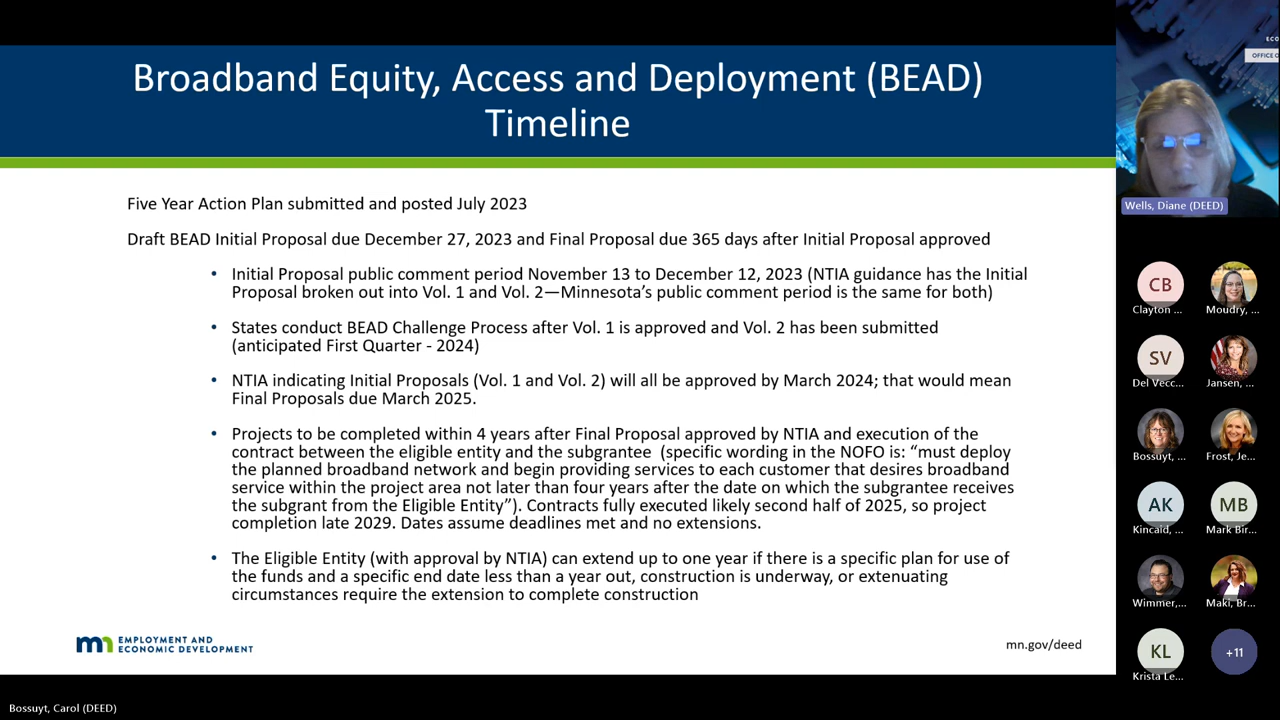 Broadband Equity, Access and Deployment (BEAD)
Timeline
Five Year Action Plan submitted and posted July 2023
Draft BEAD Initial Proposal due December 27, 2023 and Final Proposal due 365 days after Initial Proposal approved
• Initial Proposal public comment period November 13 to December 12, 2023 (NTIA guidance has the Initial
Proposal broken out into Vol. 1 and Vol. 2—Minnesota's public comment period is the same for both)
• States conduct BEAD Challenge Process after Vol. 1 is approved and Vol. 2 has been submitted
(anticipated First Quarter - 2024)
• NTIA indicating Initial Proposals (Vol. 1 and Vol. 2) will all be approved by March 2024; that would mean
Final Proposals due March 2025.
• Projects to be completed within 4 years after Final Proposal approved by NTIA and execution of the
contract between the eligible entity and the subgrantee (specific wording in the NOFO is: “must deploy
the planned broadband network and begin providing services to each customer that desires broadband
service within the project area not later than four years after the date on which the subgrantee receives
the subgrant from the Eligible Entity”). Contracts fully executed likely second half of 2025, so project
completion late 2029. Dates assume deadlines met and no extensions.
• The Eligible Entity (with approval by NTIA) can extend up to one year if there is a specific plan for use of
the funds and a specific end date less than a year out, construction is underway, or extenuating
circumstances require the extension to complete construction
mn EMPLOYMENT AND
ECONOMIC DEVELOPMENT
mn.gov/deed
ECO
OFFICE O
Wells, Diane (DEED)
CB
Clayton ...
Moudry, ...
SV
Del Vecc...
Jansen, ...
Bossuyt, ...
Frost, Je...
AK
Kincaid, ...
MB
Mark Bir...
Wimmer,...
Maki, Br...
KL
Krista Le...
+11
Bossuyt, Carol (DEED)